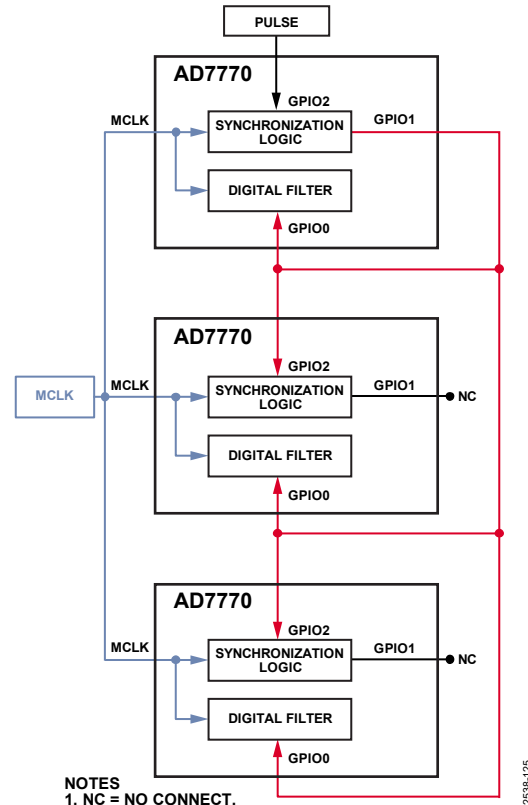 PULSE
AD7770
MCLK
GPIO2
SYNCHRONIZATION
LOGIC
GPIO1
DIGITAL FILTER
GPIO0
AD7770
MCLK
MCLK
GPIO2
SYNCHRONIZATION
LOGIC
GPIO1
NC
DIGITAL FILTER
GPIO0
AD7770
MCLK
GPIO2
SYNCHRONIZATION
LOGIC
GPIO1
NC
DIGITAL FILTER
GPIO0
NOTES
1. NC = NO CONNECT.